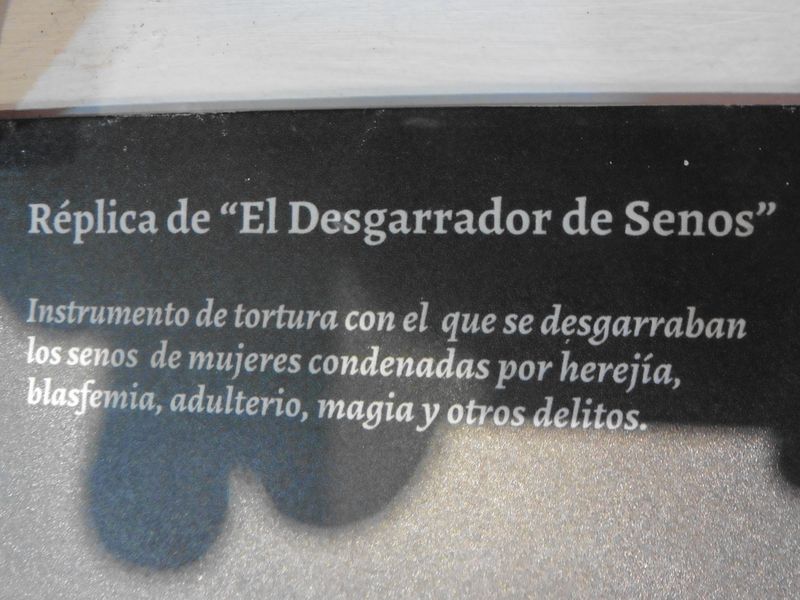 Réplica de “El Desgarrador de Senos”
Instrumento de tortura con el que se desgarraban
los senos de mujeres condenadas por herejía,
blasfemia, adulterio, magia y otros delitos.